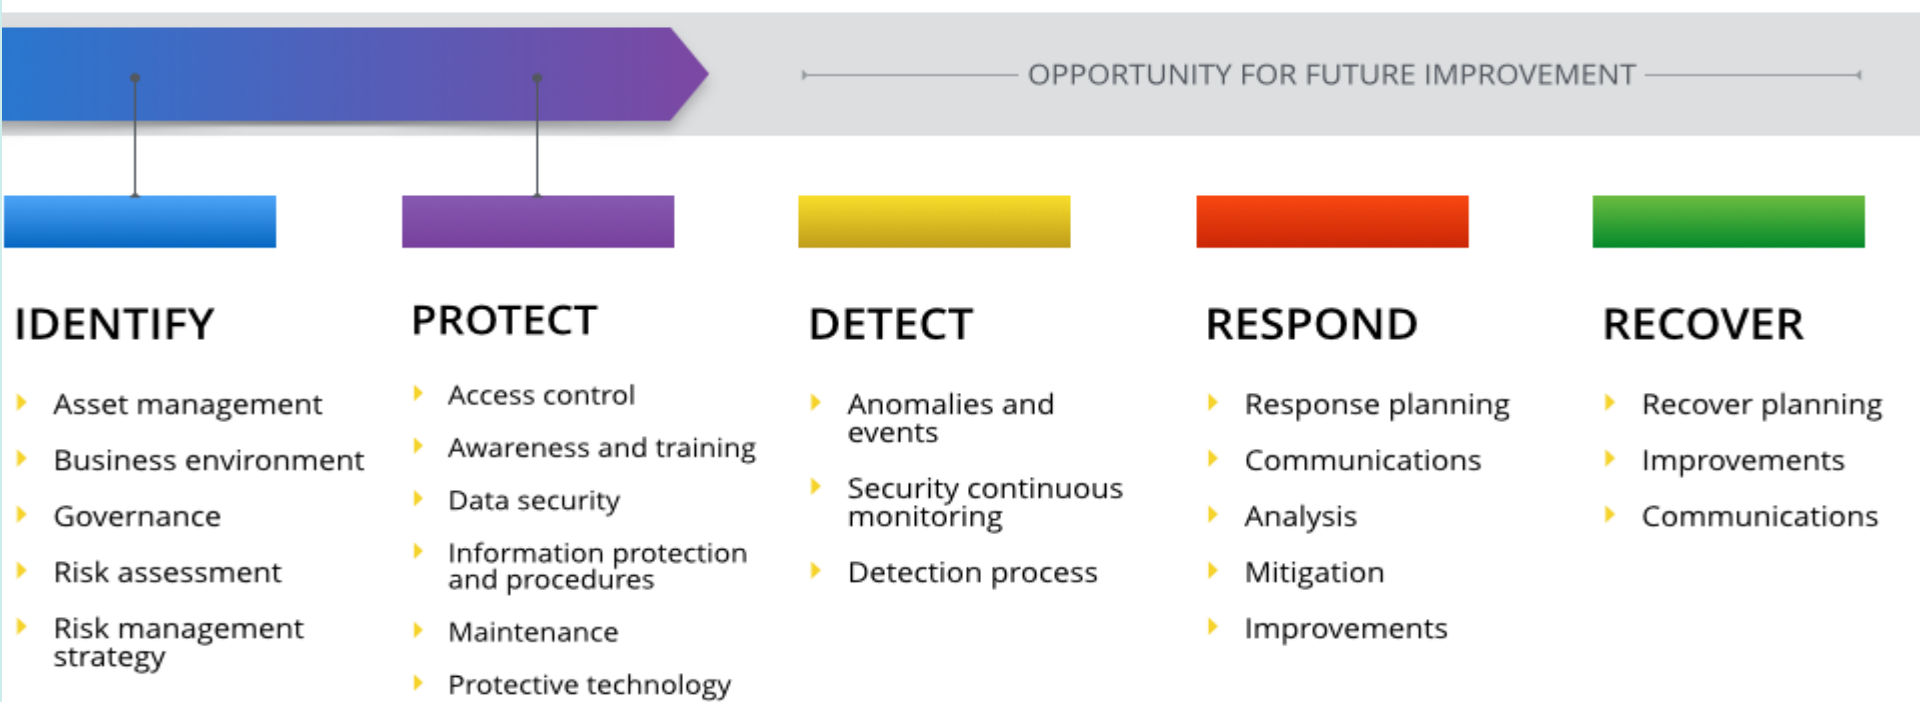 OPPORTUNITY FOR FUTURE IMPROVEMENT
IDENTIFY
Asset management
Business environment
Governance
Risk assessment
Risk management
strategy
PROTECT
Access control
Awareness and training
Data security
Information protection
and procedures
Maintenance
Protective technology
DETECT
Anomalies and
events
Security continuous
monitoring
Detection process
RESPOND
Response planning
Communications
Analysis
Mitigation
Improvements
RECOVER
Recover planning
Improvements
Communications